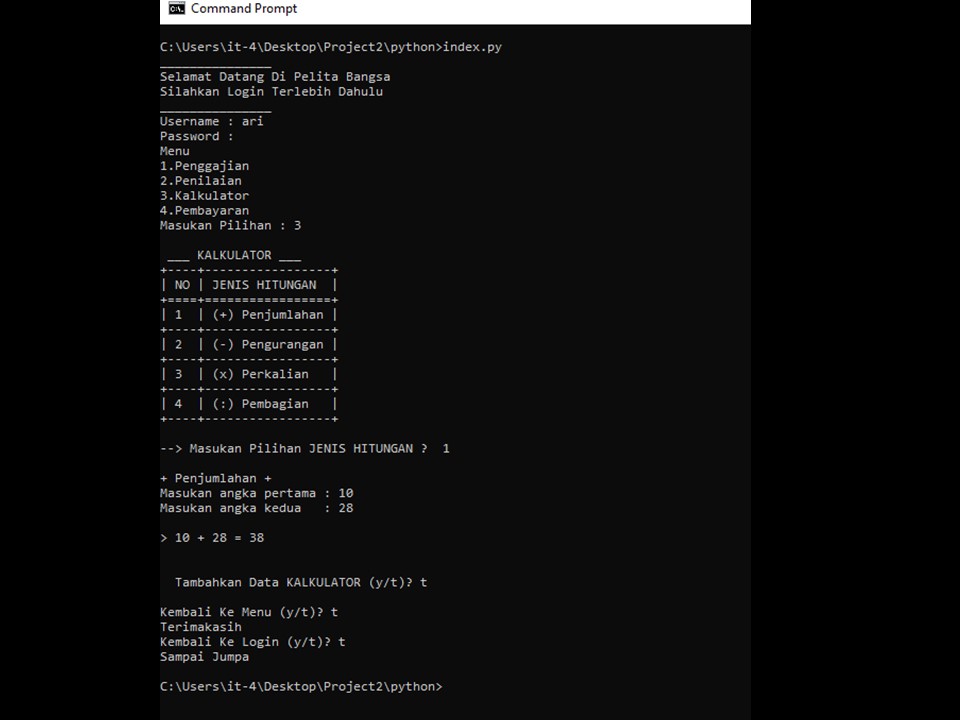 Command Prompt
C:\Users\it-4\Desktop\Project2\python>index.py
_______________
Selamat Datang Di Pelita Bangsa
Silahkan Login Terlebih Dahulu
_______________
Username : ari
Password :
Menu
1.Penggajian
2.Penilaian
3.Kalkulator
4.Pembayaran
Masukan Pilihan : 3
___ KALKULATOR ___
+----+-----------------+
| NO | JENIS HITUNGAN  |
+====+=================+
| 1  | (+) Penjumlahan |
+----+-----------------+
| 2  | (-) Pengurangan |
+----+-----------------+
| 3  | (x) Perkalian   |
+----+-----------------+
| 4  | (:) Pembagian   |
+----+-----------------+
--> Masukan Pilihan JENIS HITUNGAN ?  1
+ Penjumlahan +
Masukan angka pertama : 10
Masukan angka kedua   : 28
> 10 + 28 = 38
Tambahkan Data KALKULATOR (y/t)? t
Kembali Ke Menu (y/t)? t
Terimakasih
Kembali Ke Login (y/t)? t
Sampai Jumpa
C:\Users\it-4\Desktop\Project2\python>